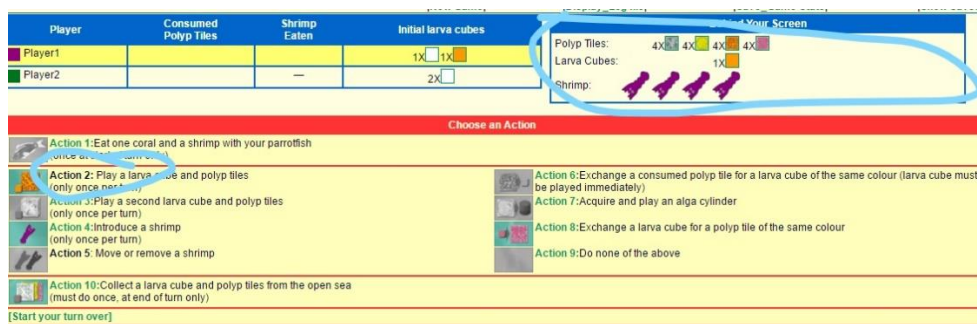 Player Consumed Polyp Tiles Shrimp Eaten Initial larva cubes
Player1 1X 1X
Player2 — 2X
Your Screen
Polyp Tiles: 4X 4X 4X 4X
Larva Cubes: 1X
Shrimp:
Choose an Action
Action 1:Eat one coral and a shrimp with your parrotfish
Action 2: Play a larva cube and polyp tiles
(only once per turn)
Action 3:Play a second larva cube and polyp tiles
(only once per turn)
Action 4:Introduce a shrimp
(only once per turn)
Action 5: Move or remove a shrimp
Action 6:Exchange a consumed polyp tile for a larva cube of the same colour (larva cube must
be played immediately)
Action 7:Acquire and play an alga cylinder
Action 8:Exchange a larva cube for a polyp tile of the same colour
Action 9:Do none of the above
Action 10:Collect a larva cube and polyp tiles from the open sea
(must do once, at end of turn only)
[Start your turn over]